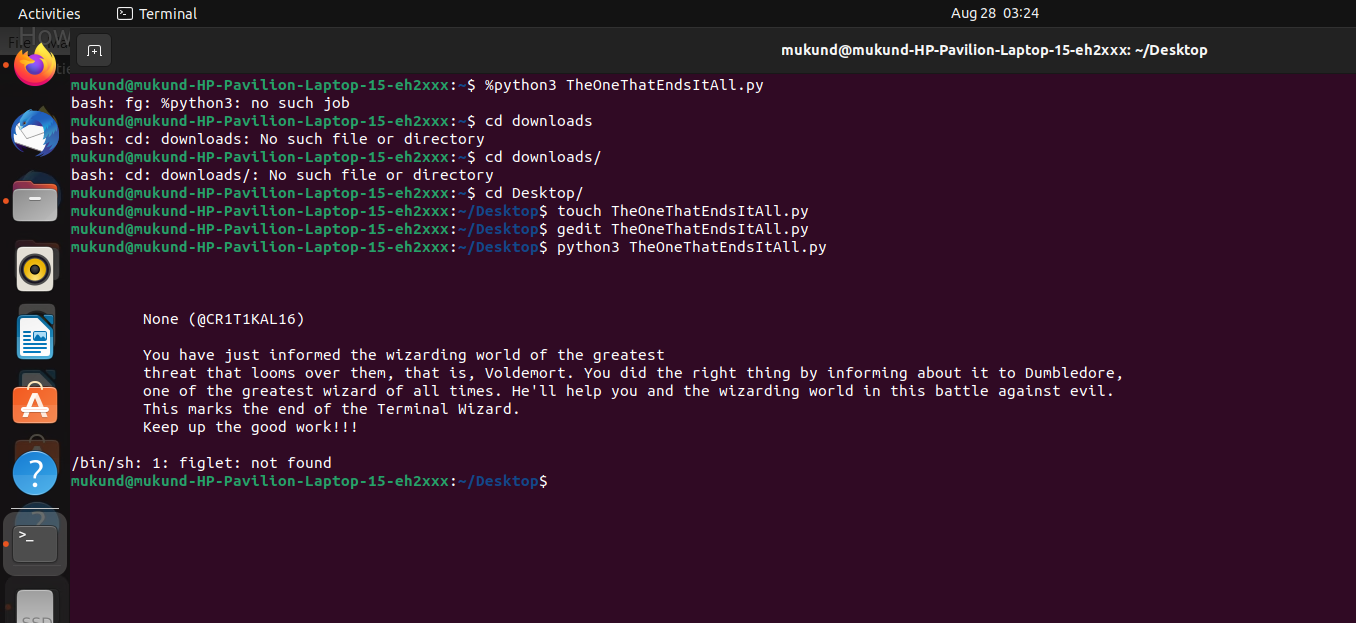 Activities
Terminal
Aug 28 03:24
How
mukund@mukund-HP-Pavilion-Laptop-15-eh2xxx: ~/Desktop
mukund@mukund-HP-Pavilion-Laptop-15-eh2xxx:~$ %python3 TheOneThatEndsItAll.py
bash: fg: %python3: no such job
mukund@mukund-HP-Pavilion-Laptop-15-eh2xxx:~$ cd downloads
bash: cd: downloads: No such file or directory
mukund@mukund-HP-Pavilion-Laptop-15-eh2xxx:~$ cd downloads/
bash: cd: downloads/: No such file or directory
mukund@mukund-HP-Pavilion-Laptop-15-eh2xxx:~$ cd Desktop/
mukund@mukund-HP-Pavilion-Laptop-15-eh2xxx:~/Desktop$ touch TheOneThatEndsItAll.py
mukund@mukund-HP-Pavilion-Laptop-15-eh2xxx:~/Desktop$ gedit TheOneThatEndsItAll.py
mukund@mukund-HP-Pavilion-Laptop-15-eh2xxx:~/Desktop$ python3 TheOneThatEndsItAll.py
None (@CR1T1KAL16)
You have just informed the wizarding world of the greatest
threat that looms over them, that is, Voldemort. You did the right thing by informing about it to Dumbledore,
one of the greatest wizard of all times. He'll help you and the wizarding world in this battle against evil.
This marks the end of the Terminal Wizard.
Keep up the good work!!!
/bin/sh: 1: figlet: not found
mukund@mukund-HP-Pavilion-Laptop-15-eh2xxx:~/Desktop$
SSD